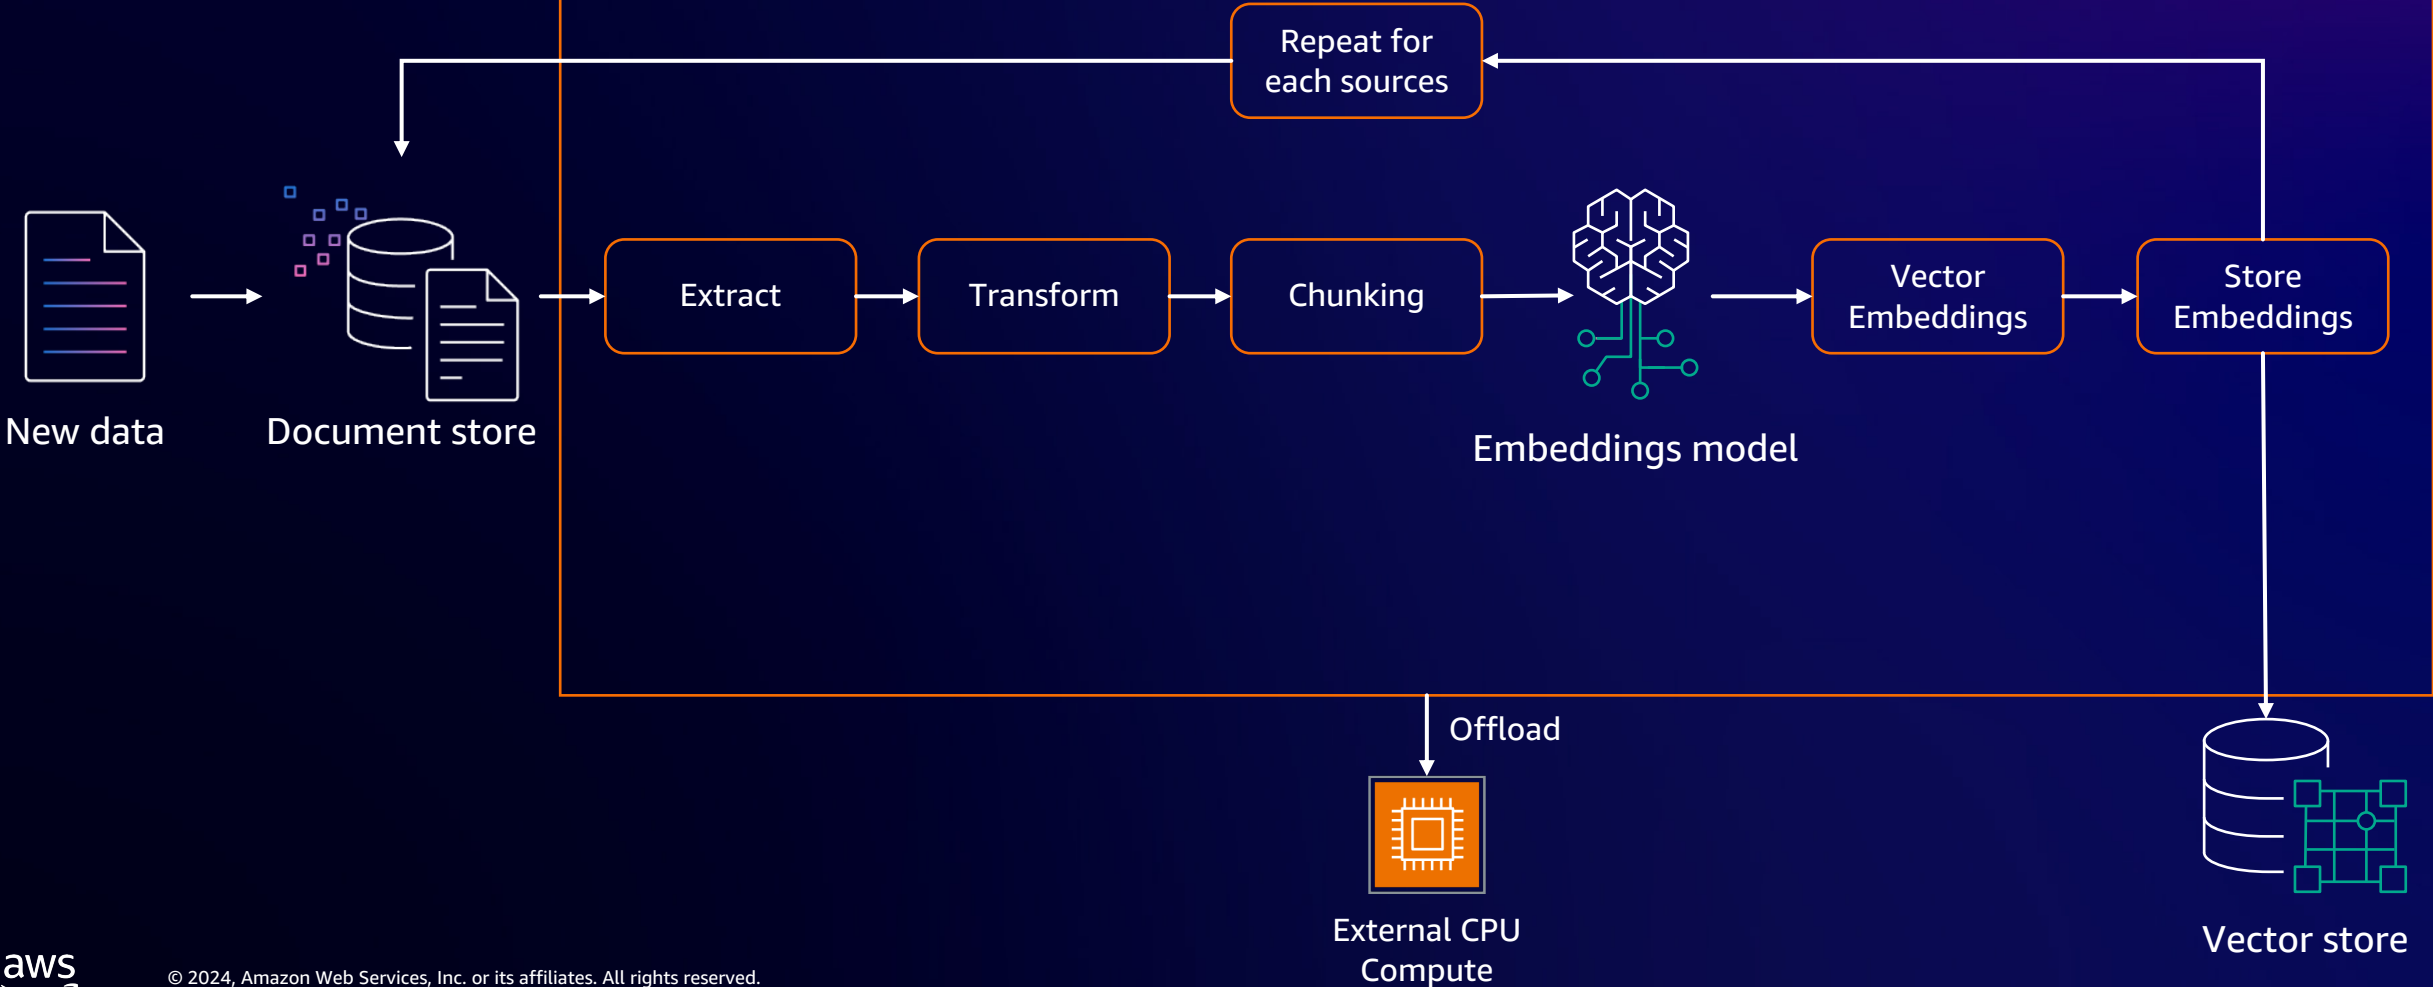 Repeat for
each sources
Extract
Transform
Chunking
Vector
Embeddings
Store
Embeddings
New data
Document store
Embeddings model
Offload
External CPU
Compute
Vector store
aws
© 2024, Amazon Web Services, Inc. or its affiliates. All rights reserved.